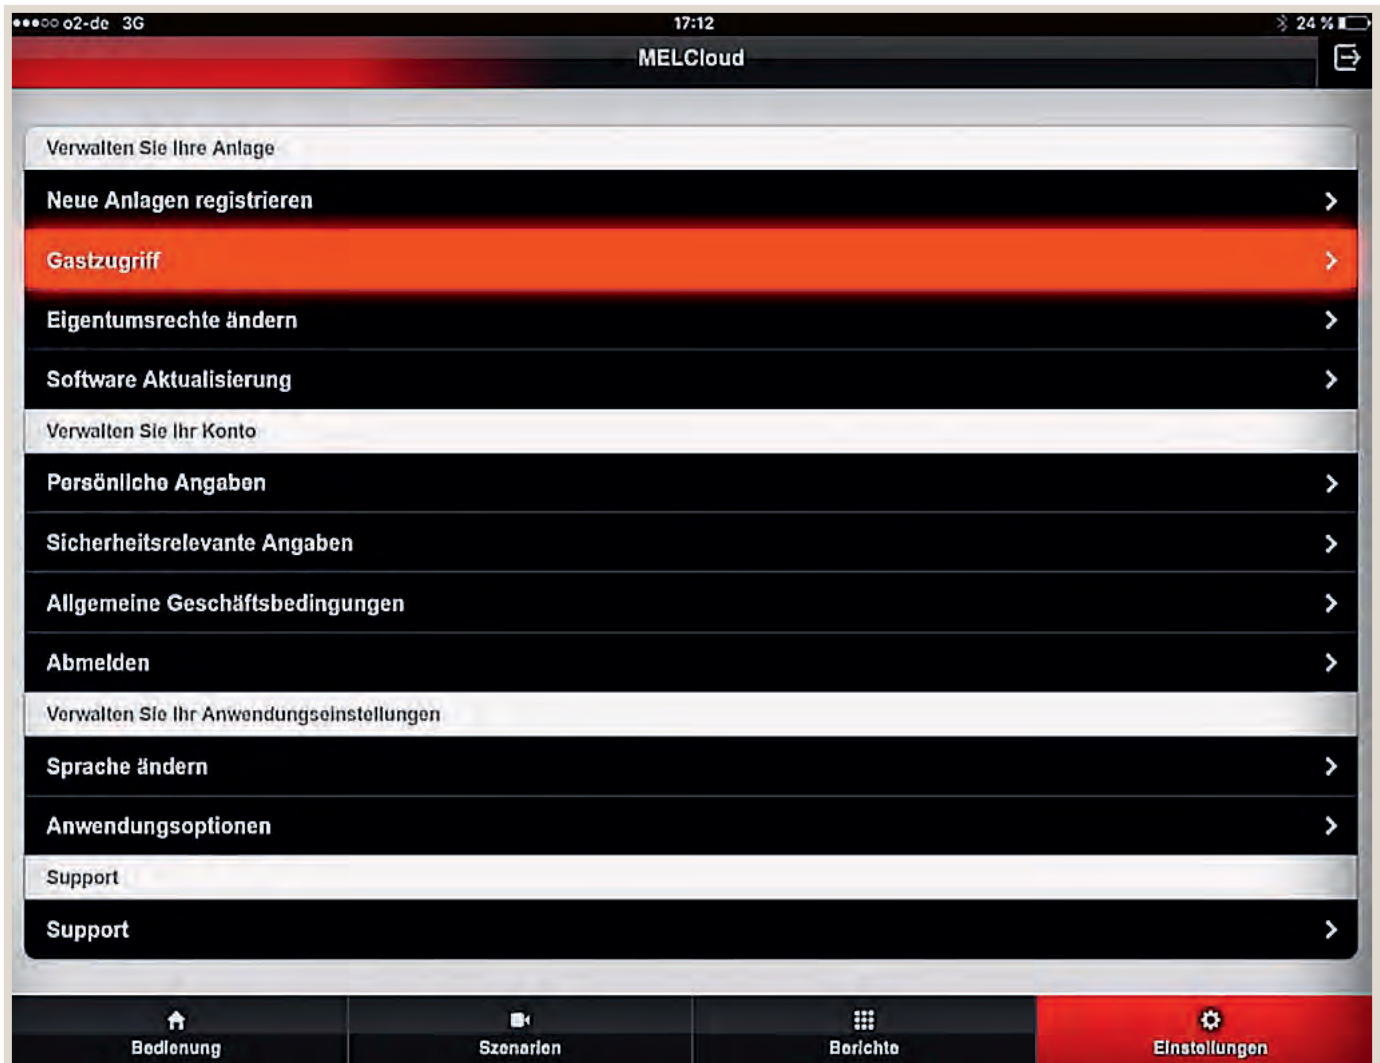 o2-de 3G 17:12 24 %
MELCloud
Verwalten Sie Ihre Anlage
Neue Anlagen registrieren
Gastzugriff
Eigentumsrechte ändern
Software Aktualisierung
Verwalten Sie Ihr Konto
Persönliche Angaben
Sicherheitsrelevante Angaben
Allgemeine Geschäftsbedingungen
Abmelden
Verwalten Sie Ihr Anwendungseinstellungen
Sprache ändern
Anwendungsoptionen
Support
Support
Bedienung Szenarien Berichte Einstellungen